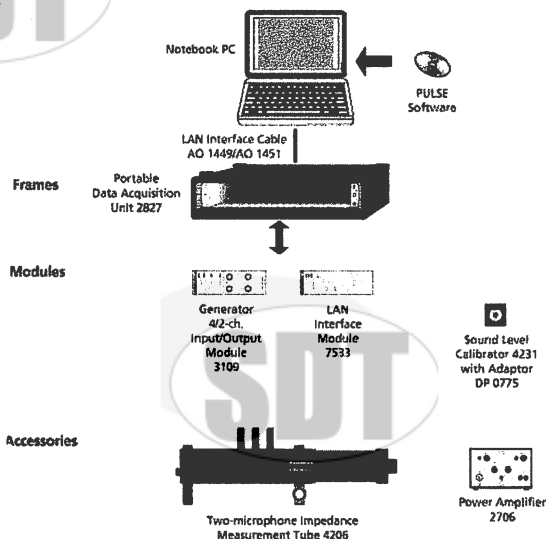 Notebook PC
PULSE
Software
LAN Interface Cable
AO 1449/AO 1451
Frames
Portable
Data Acquisition
Unit 2827
Modules
Generator
4/2-ch.
Input/Output
Module
3109
LAN
Interface
Module
7533
Sound Level
Calibrator 4231
with Adaptor
DP 0775
SDT
Accessories
Two-microphone Impedance
Measurement Tube 4206
Power Amplifier
2706